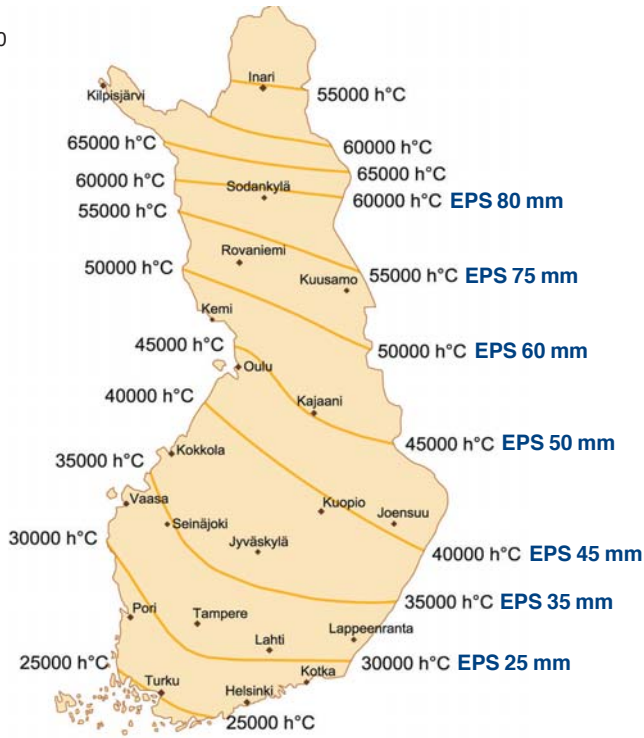 0
Inari
Kilpisjärvi
55000 h°C
65000 h°C
60000 h°C
65000 h°C
60000 h°C
Sodankylä
60000 h°C EPS 80 mm
55000 h°C
Rovaniemi
50000 h°C
Kuusamo
55000 h°C EPS 75 mm
Kemi
45000 h°C
50000 h°C EPS 60 mm
Oulu
40000 h°C
Kajaani
45000 h°C EPS 50 mm
Kokkola
35000 h°C
Vaasa
Kuopio
Joensuu
Seinäjoki
30000 h°C
Jyväskylä
40000 h°C EPS 45 mm
35000 h°C EPS 35 mm
Pori
Tampere
Lappeenranta
Lahti
25000 h°C
30000 h°C EPS 25 mm
Kotka
Turku
Helsinki
25000 h°C